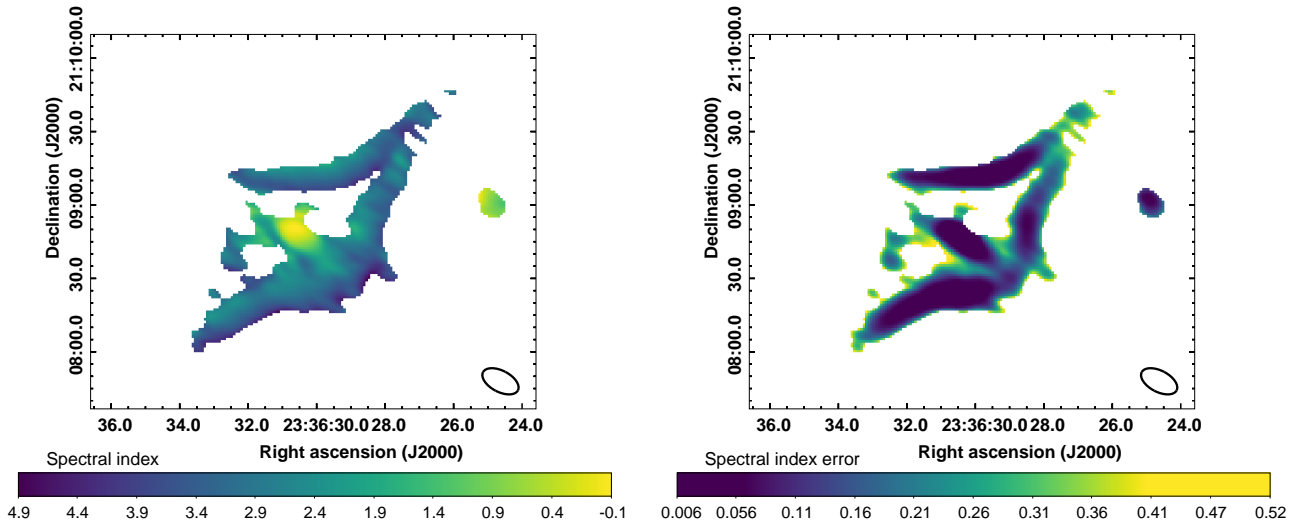 Declination (J2000)
21:10:00.0
30.0
09:00.0
30.0
08:00.0
36.0 34.0 32.0 23:36:30.0 28.0 26.0 24.0
Right ascension (J2000)
Spectral index
4.9 4.4 3.9 3.4 2.9 2.4 1.9 1.4 0.9 0.4 -0.1
Declination (J2000)
21:10:00.0
30.0
09:00.0
30.0
08:00.0
36.0 34.0 32.0 23:36:30.0 28.0 26.0 24.0
Right ascension (J2000)
Spectral index error
0.006 0.056 0.11 0.16 0.21 0.26 0.31 0.36 0.41 0.47 0.52